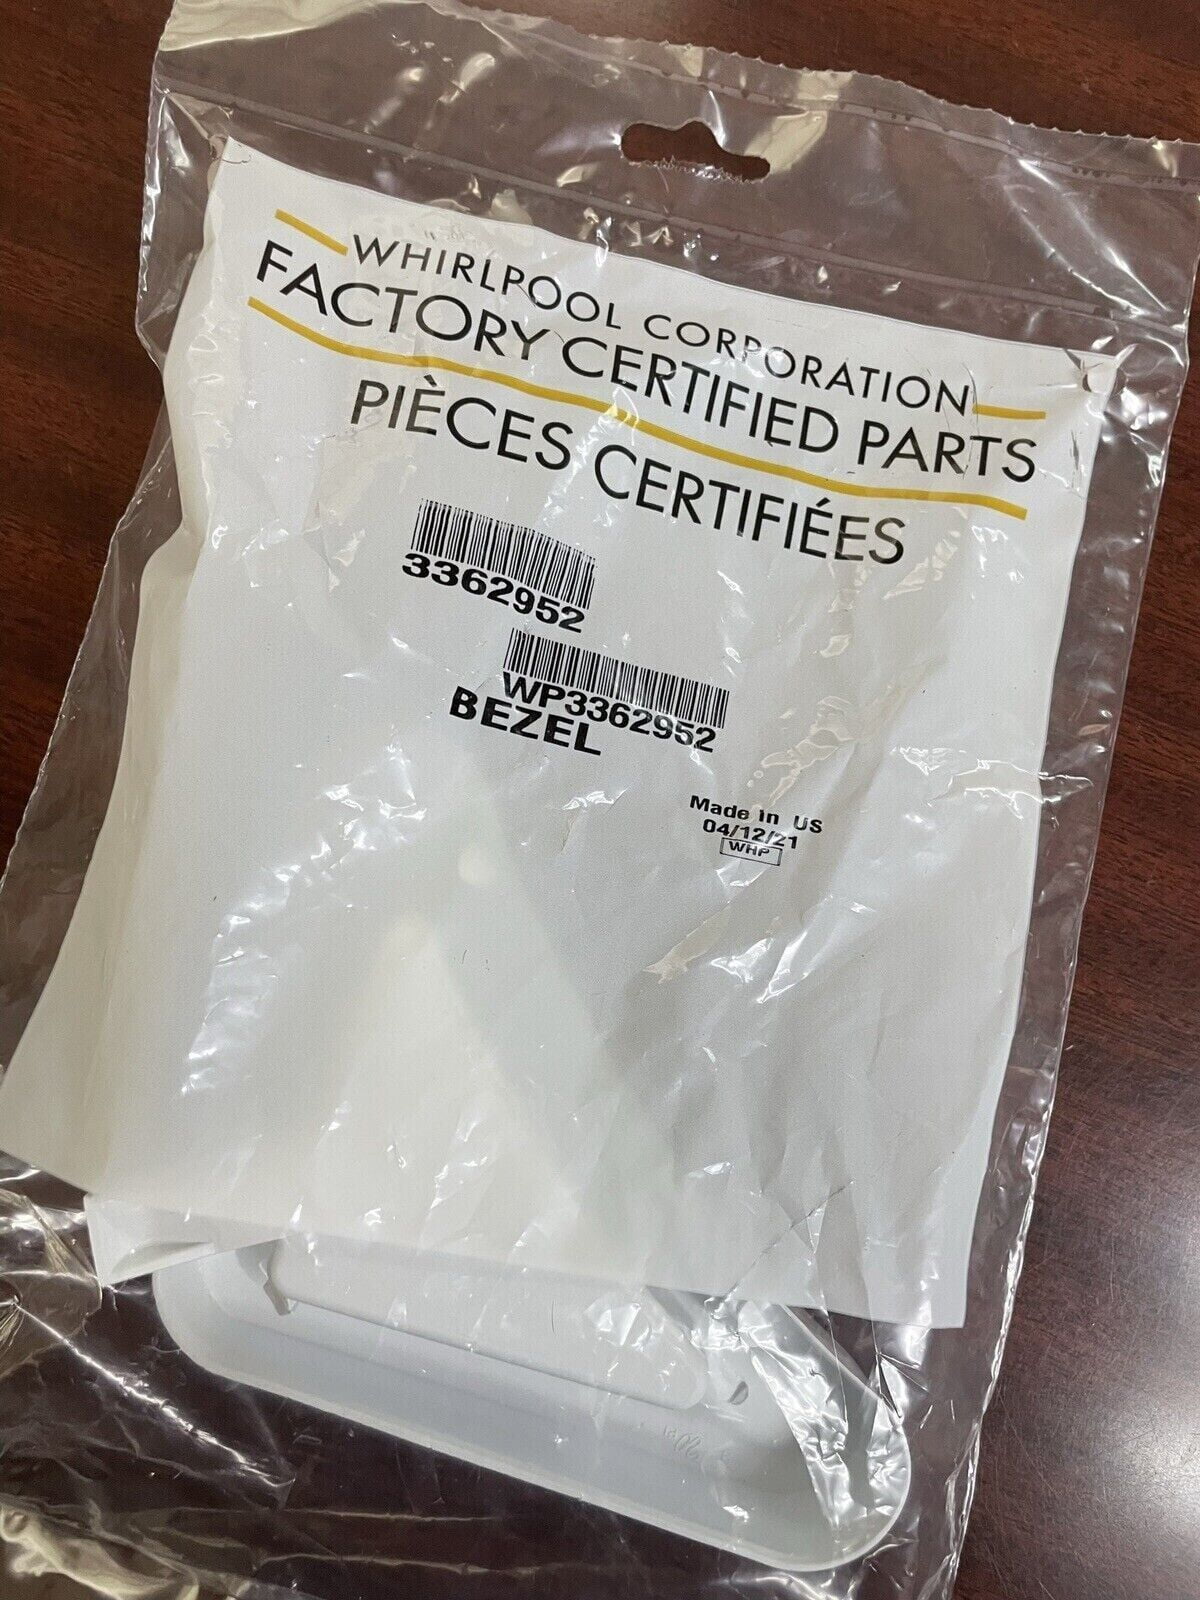 WHIRLPOOL CORPORATION
FACTORY CERTIFIED PARTS
PIÈCES CERTIFIÉES
3362952
WP3362952
BEZEL
Made in US
04/12/21
WHP